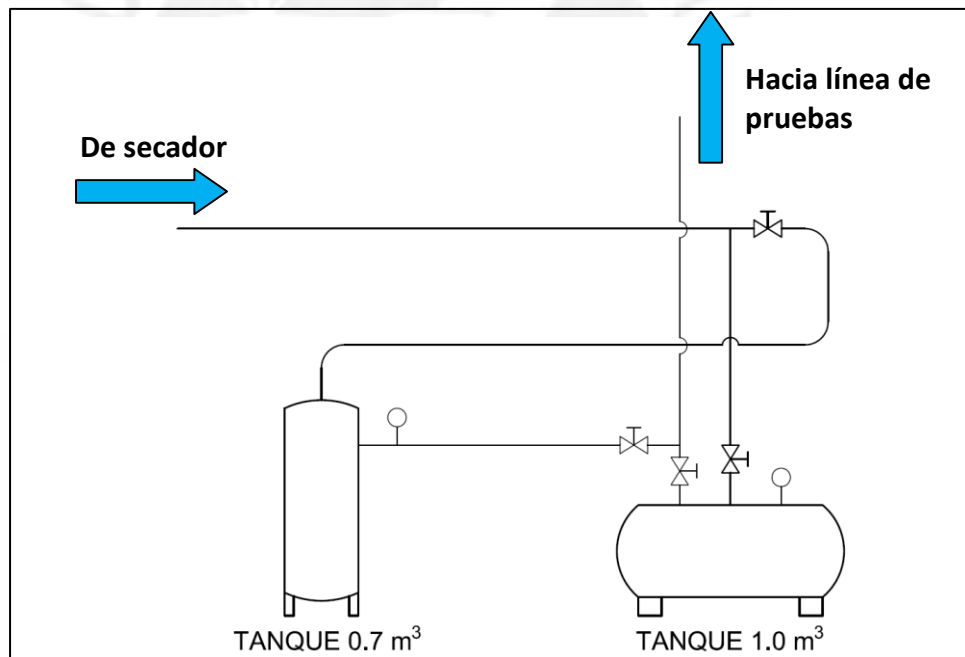 De secador
Hacia línea de
pruebas
TANQUE 0.7 m³
TANQUE 1.0 m³